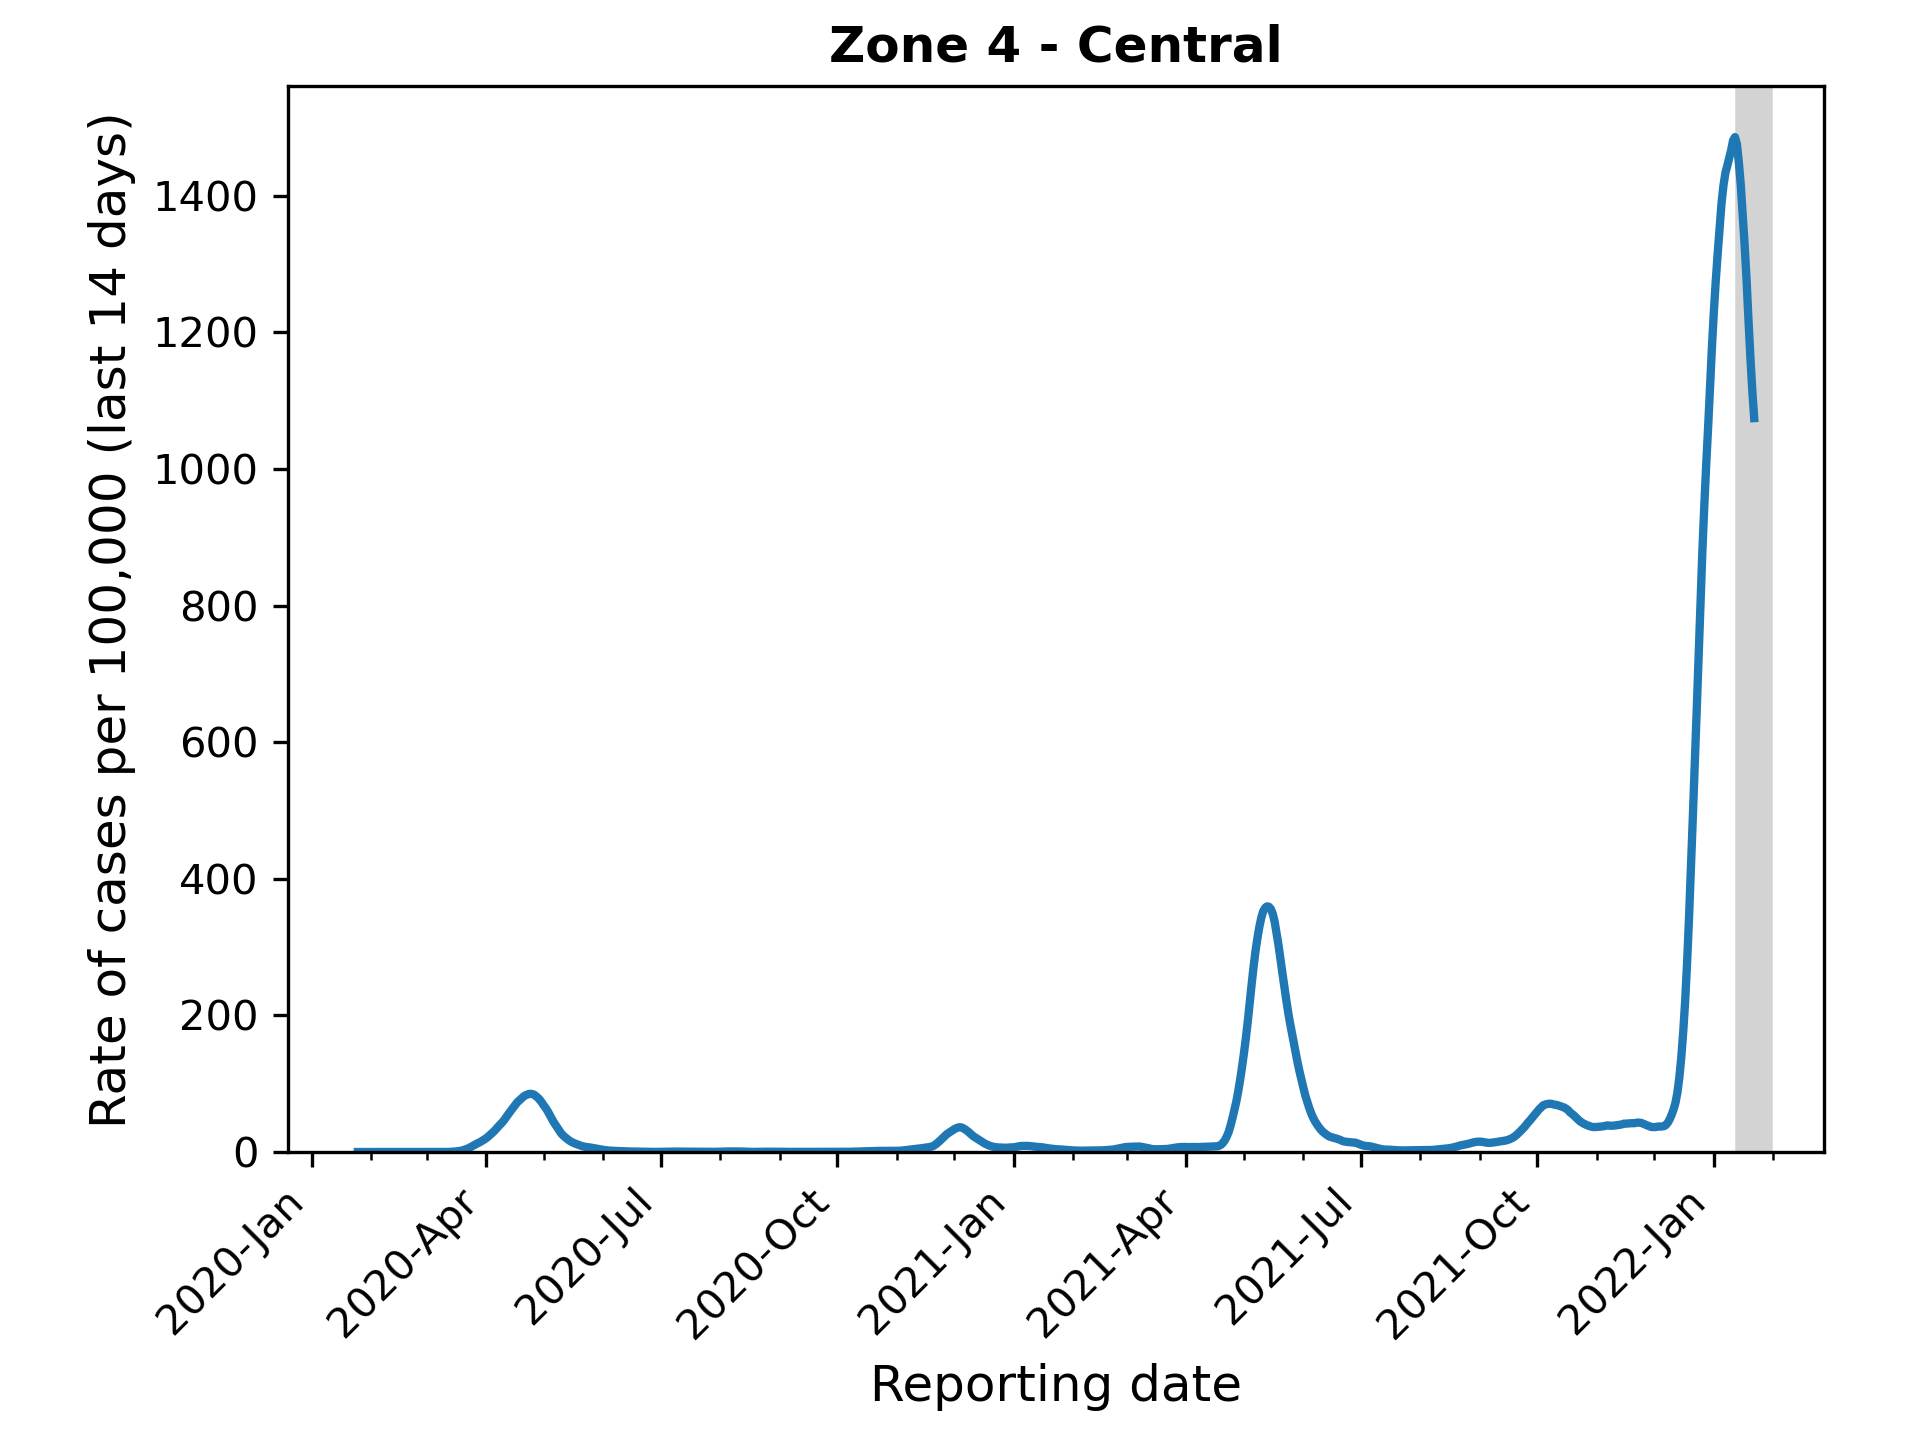 Zone 4 - Central
Rate of cases per 100,000 (last 14 days)
1400
1200
1000
800
600
400
200
0
2020-Jan
2020-Apr
2020-Jul
2020-Oct
2021-Jan
2021-Apr
2021-Jul
2021-Oct
2022-Jan
Reporting date